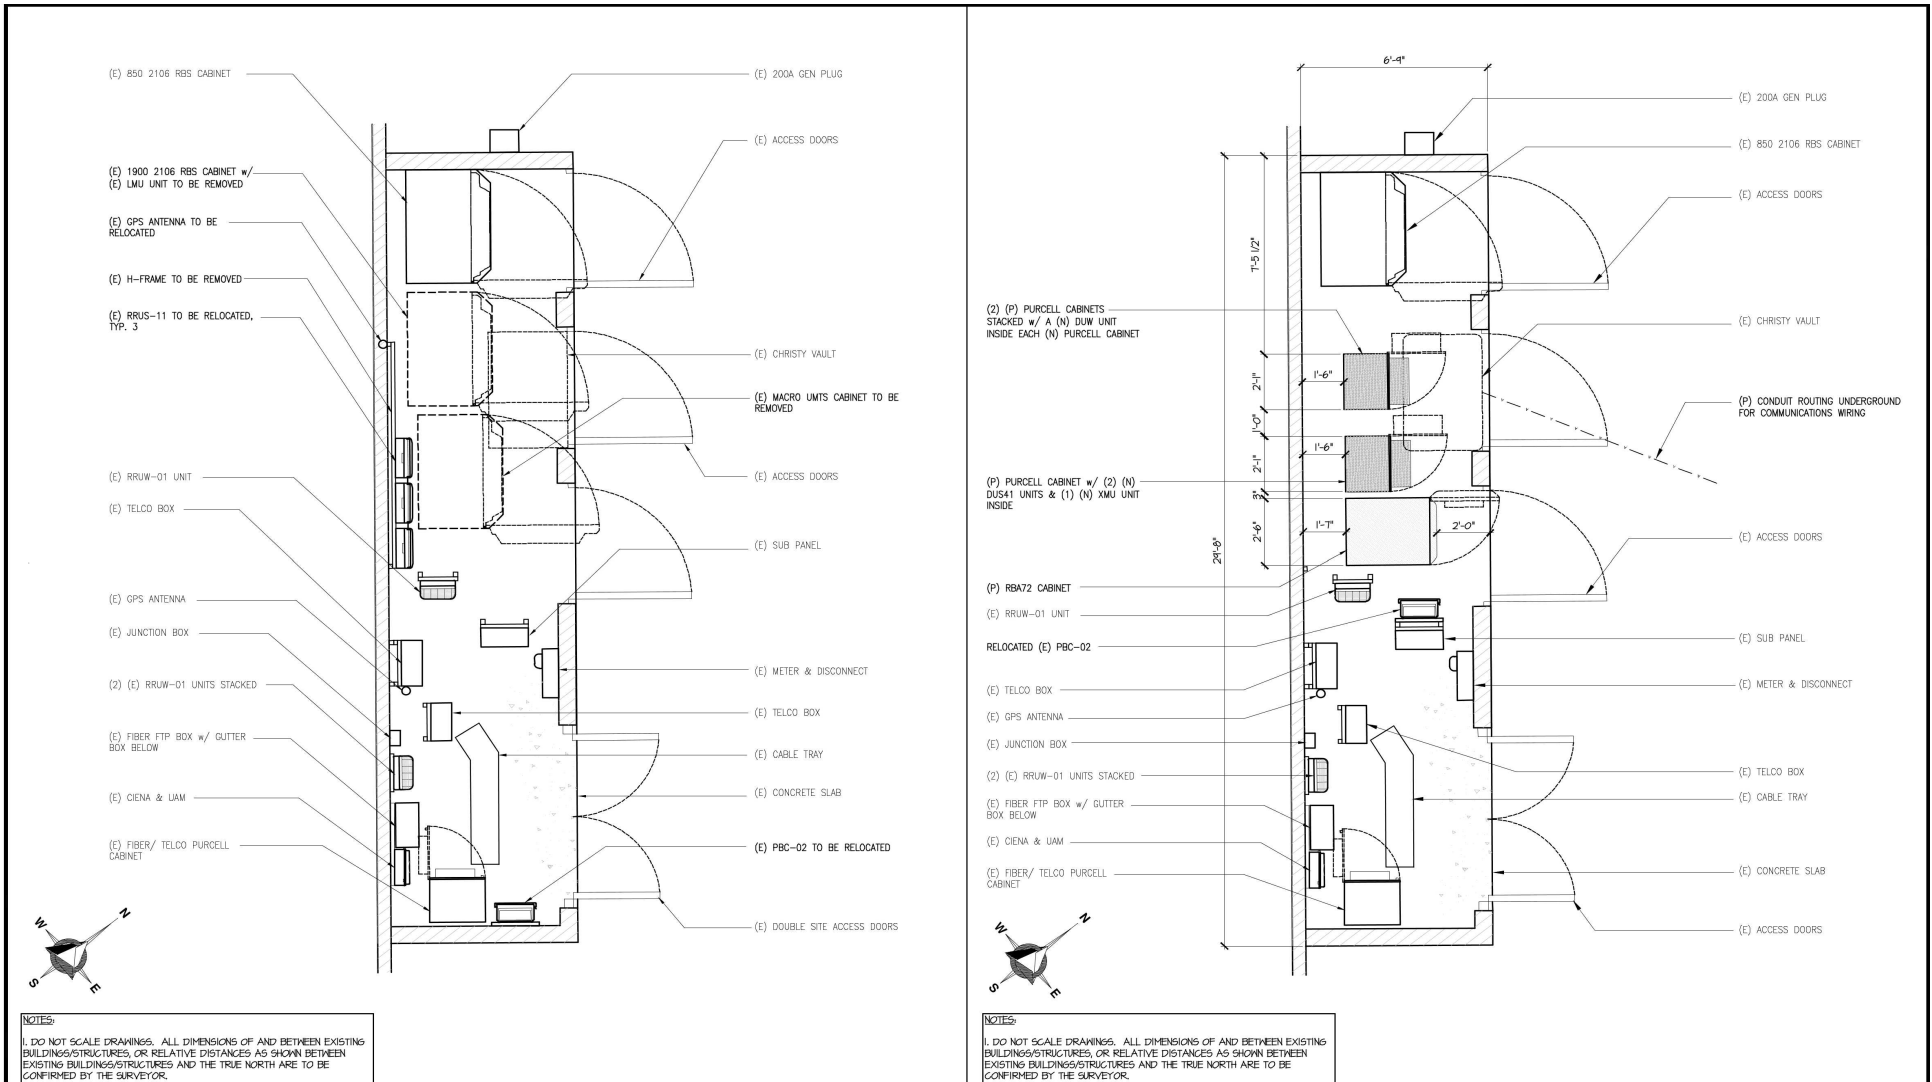 (E) 850 2106 RBS CABINET
(E) 1900 2106 RBS CABINET w/
(E) LMU UNIT TO BE REMOVED
(E) GPS ANTENNA TO BE
RELOCATED
(E) H-FRAME TO BE REMOVED
(E) RRUS-11 TO BE RELOCATED,
TYP. 3
(E) RRUW-01 UNIT
(E) TELCO BOX
(E) GPS ANTENNA
(E) JUNCTION BOX
(2) (E) RRUW-01 UNITS STACKED
(E) FIBER FTP BOX w/ GUTTER
BOX BELOW
(E) CIENA & UAM
(E) FIBER/ TELCO PURCELL
CABINET
(E) 200A GEN PLUG
(E) ACCESS DOORS
(E) CHRISTY VAULT
(E) MACRO UMTS CABINET TO BE
REMOVED
(E) ACCESS DOORS
(E) SUB PANEL
(E) METER & DISCONNECT
(E) TELCO BOX
(E) CABLE TRAY
(E) CONCRETE SLAB
(E) PBC-02 TO BE RELOCATED
(E) DOUBLE SITE ACCESS DOORS
W
N
S
E
NOTES:
1. DO NOT SCALE DRAWINGS. ALL DIMENSIONS OF AND BETWEEN EXISTING
BUILDINGS/STRUCTURES, OR RELATIVE DISTANCES AS SHOWN BETWEEN
EXISTING BUILDINGS/STRUCTURES AND THE TRUE NORTH ARE TO BE
CONFIRMED BY THE SURVEYOR.
6'-9"
29'-8"
7'-5 1/2"
2'-1"
1'-0"
2'-1"
3"
2'-6"
1'-6"
1'-6"
1'-7"
2'-0"
(2) (P) PURCELL CABINETS
STACKED w/ A (N) DUW UNIT
INSIDE EACH (N) PURCELL CABINET
(P) PURCELL CABINET w/ (2) (N)
DUS41 UNITS & (1) (N) XMU UNIT
INSIDE
(P) RBA72 CABINET
(E) RRUW-01 UNIT
RELOCATED (E) PBC-02
(E) TELCO BOX
(E) GPS ANTENNA
(E) JUNCTION BOX
(2) (E) RRUW-01 UNITS STACKED
(E) FIBER FTP BOX w/ GUTTER
BOX BELOW
(E) CIENA & UAM
(E) FIBER/ TELCO PURCELL
CABINET
(E) 200A GEN PLUG
(E) 850 2106 RBS CABINET
(E) ACCESS DOORS
(E) CHRISTY VAULT
(P) CONDUIT ROUTING UNDERGROUND
FOR COMMUNICATIONS WIRING
(E) ACCESS DOORS
(E) SUB PANEL
(E) METER & DISCONNECT
(E) TELCO BOX
(E) CABLE TRAY
(E) CONCRETE SLAB
(E) ACCESS DOORS
W
N
S
E
NOTES:
1. DO NOT SCALE DRAWINGS. ALL DIMENSIONS OF AND BETWEEN EXISTING
BUILDINGS/STRUCTURES, OR RELATIVE DISTANCES AS SHOWN BETWEEN
EXISTING BUILDINGS/STRUCTURES AND THE TRUE NORTH ARE TO BE
CONFIRMED BY THE SURVEYOR.